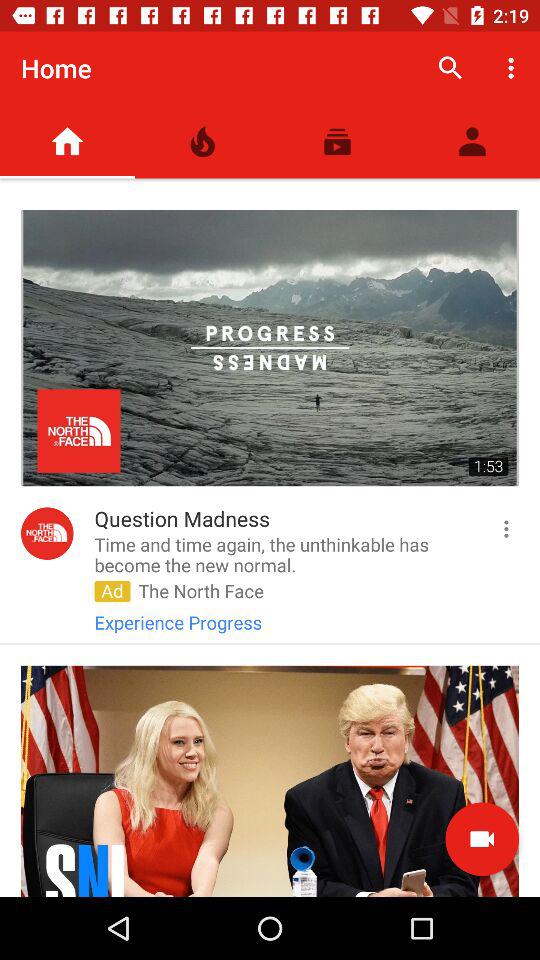 2:19
Home
PROGRESS
MADNESS
THE
NORTH
FACE
1:53
THE
NORTH
FACE
Question Madness
Time and time again, the unthinkable has
become the new normal.
Ad The North Face
Experience Progress
SNL